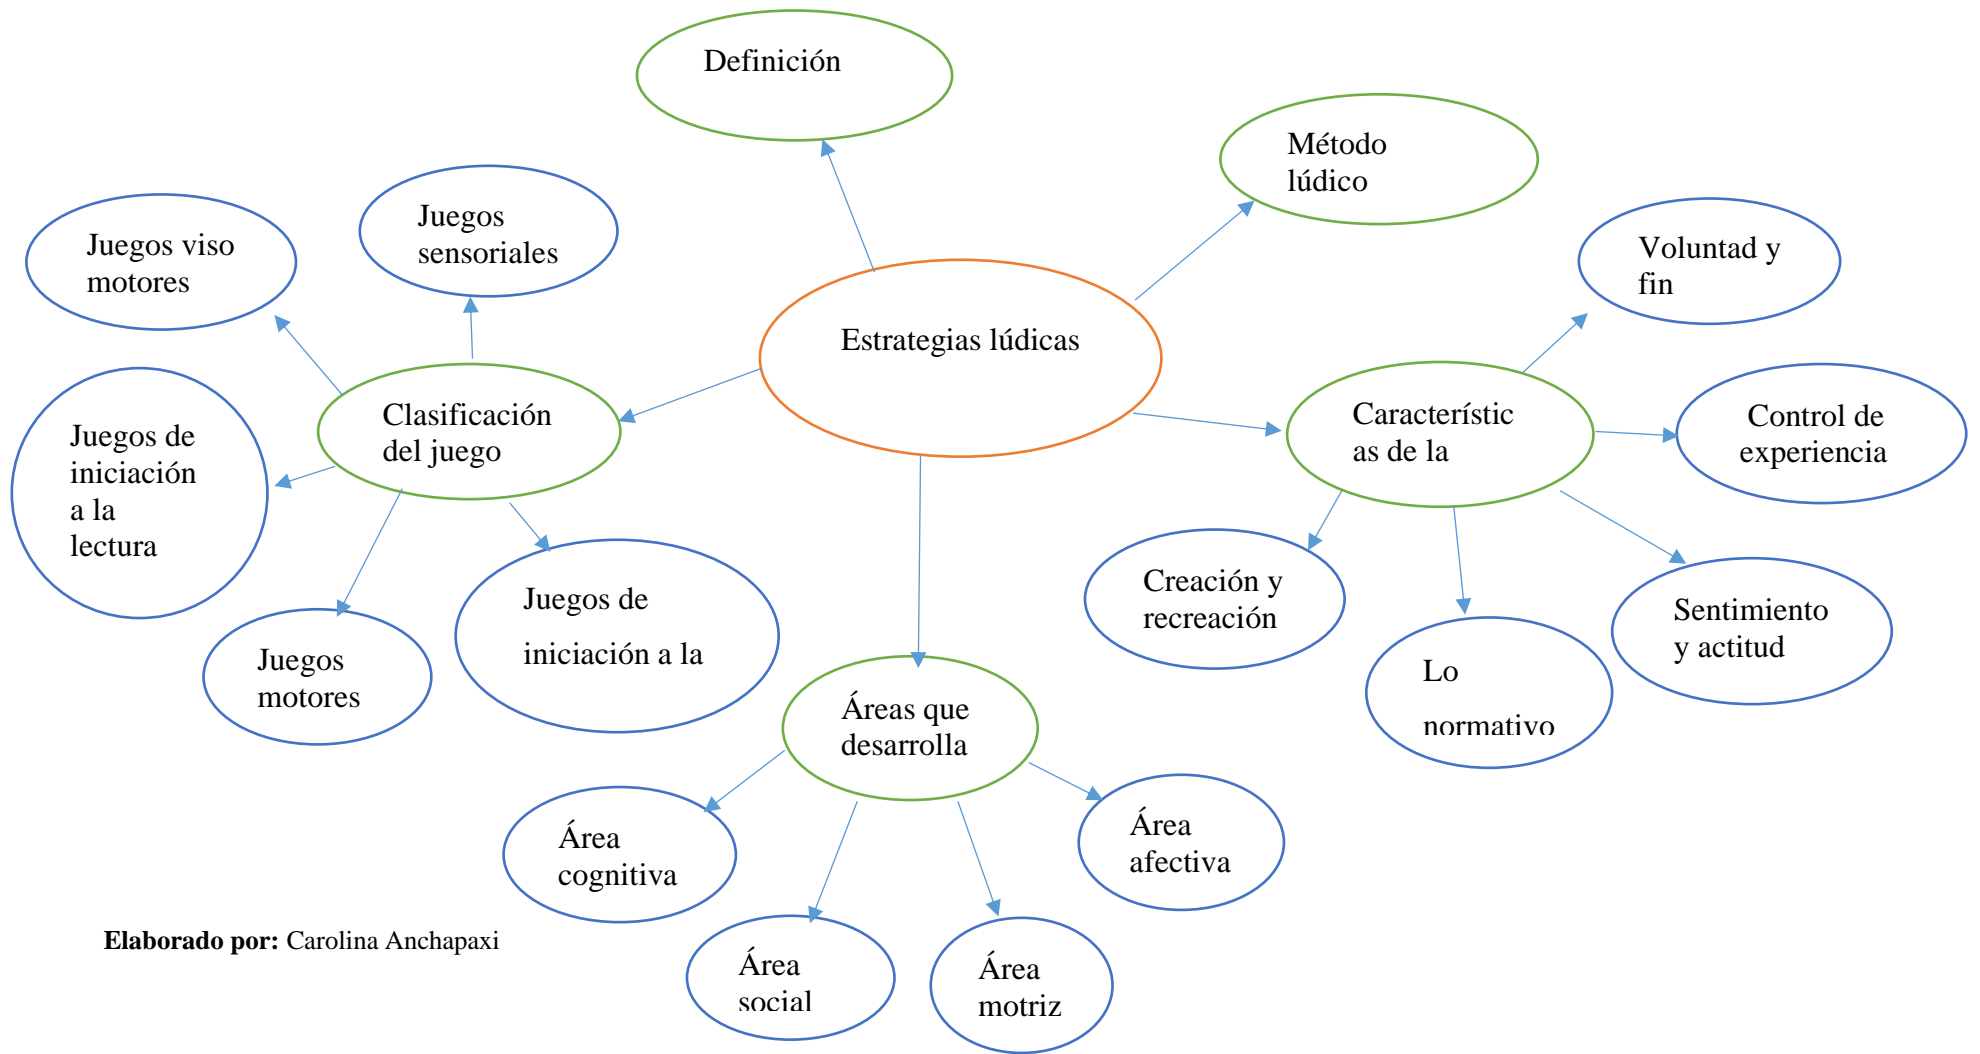 Definición
Método
lúdico
Juegos
sensoriales
Juegos viso
motores
Voluntad y
fin
Estrategias lúdicas
Clasificación
del juego
Característic
as de la
Control de
experiencia
Juegos de
iniciación
a la
lectura
Creación y
recreación
Juegos de
iniciación a la
Sentimiento
y actitud
Juegos
motores
Lo
normativo
Áreas que
desarrolla
Área
cognitiva
Área
afectiva
Elaborado por: Carolina Anchapaxi
Área
social
Área
motriz